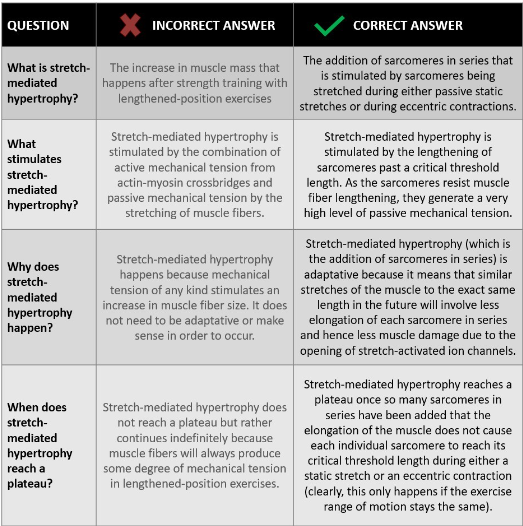 QUESTION
INCORRECT ANSWER
CORRECT ANSWER
What is stretch-
mediated
hypertrophy?
The increase in muscle mass that
happens after strength training with
lengthened-position exercises
The addition of sarcomeres in series that
is stimulated by sarcomeres being
stretched during either passive static
stretches or during eccentric contractions.
What
stimulates
stretch-
mediated
hypertrophy?
Stretch-mediated hypertrophy is
stimulated by the combination of
active mechanical tension from
actin-myosin crossbridges and
passive mechanical tension by the
stretching of muscle fibers.
Stretch-mediated hypertrophy is
stimulated by the lengthening of
sarcomeres past a critical threshold
length. As the sarcomeres resist muscle
fiber lengthening, they generate a very
high level of passive mechanical tension.
Why does
stretch-
mediated
hypertrophy
happen?
Stretch-mediated hypertrophy
happens because mechanical
tension of any kind stimulates an
increase in muscle fiber size. It does
not need to be adaptative or make
sense in order to occur.
Stretch-mediated hypertrophy (which is
the addition of sarcomeres in series) is
adaptative because it means that similar
stretches of the muscle to the exact same
length in the future will involve less
elongation of each sarcomere in series
and hence less muscle damage due to the
opening of stretch-activated ion channels.
When does
stretch-
mediated
hypertrophy
reach a
plateau?
Stretch-mediated hypertrophy does
not reach a plateau but rather
continues indefinitely because
muscle fibers will always produce
some degree of mechanical tension
in lengthened-position exercises.
Stretch-mediated hypertrophy reaches a
plateau once so many sarcomeres in
series have been added that the
elongation of the muscle does not cause
each individual sarcomere to reach its
critical threshold length during either a
static stretch or an eccentric contraction
(clearly, this only happens if the exercise
range of motion stays the same).